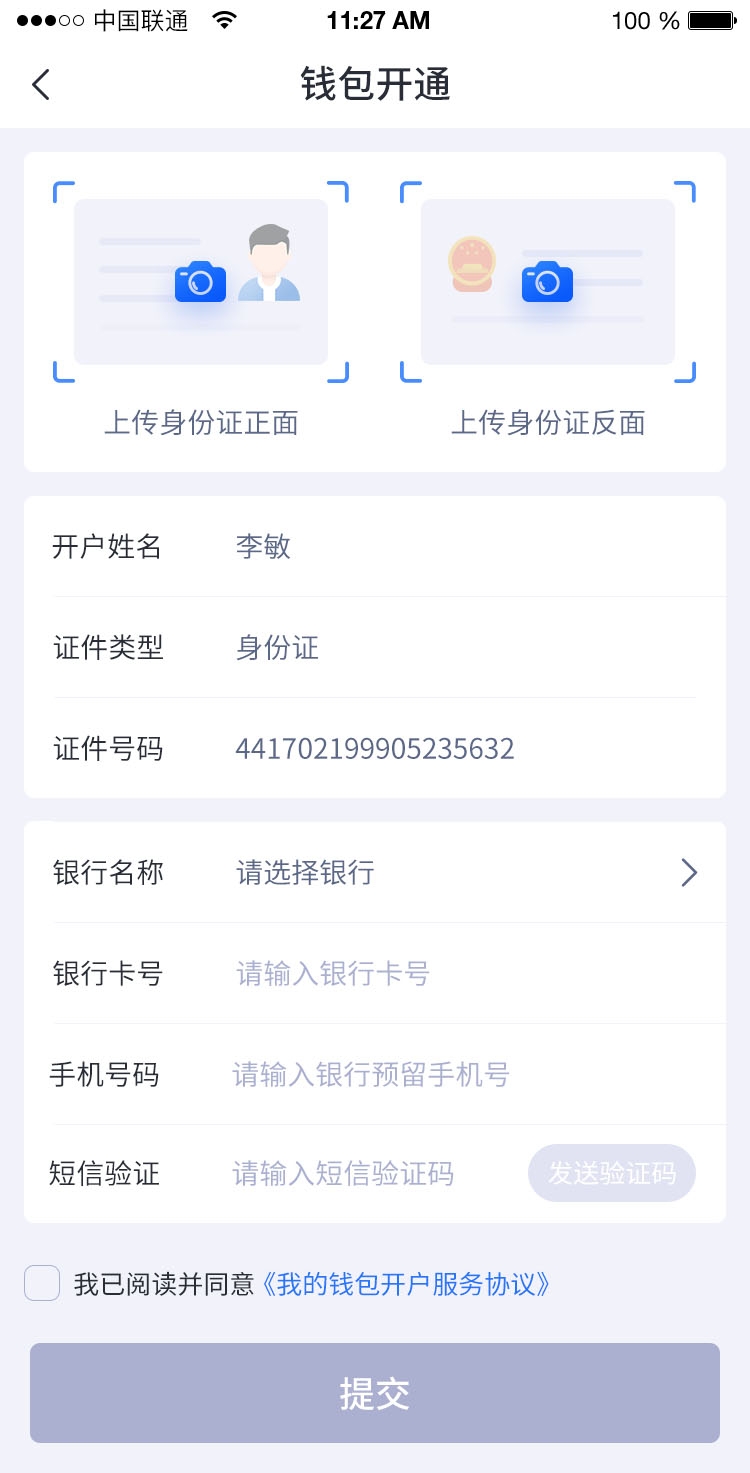 中国联通 11:27 AM 100 %
钱包开通
上传身份证正面 上传身份证反面
开户姓名 李敏
证件类型 身份证
证件号码 441702199905235632
银行名称 请选择银行
银行卡号 请输入银行卡号
手机号码 请输入银行预留手机号
短信验证 请输入短信验证码 发送验证码
我已阅读并同意《我的钱包开户服务协议》
提交